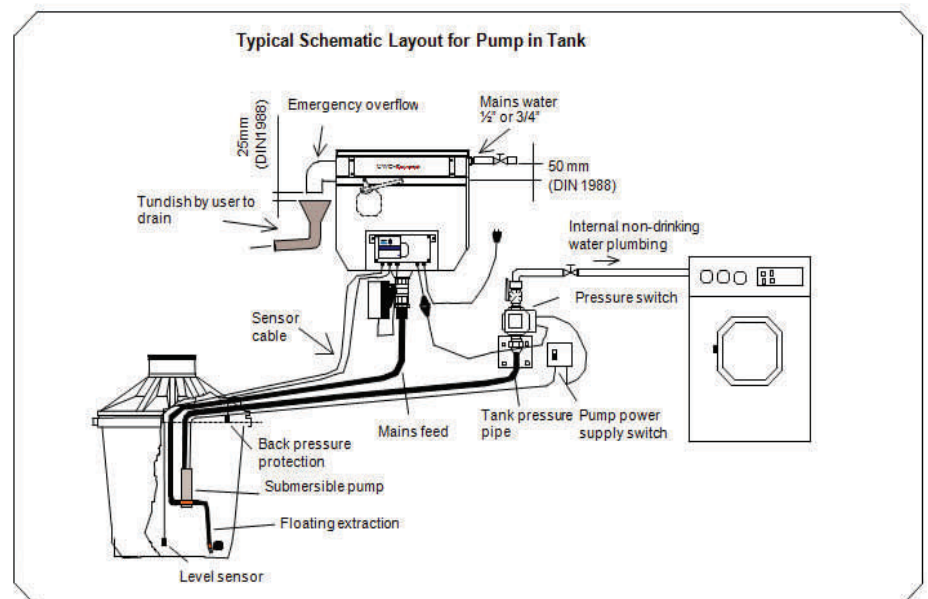 Typical Schematic Layout for Pump in Tank
Emergency overflow
Mains water
½" or 3/4"
25mm
(DIN1988)
50 mm
(DIN 1988)
Tundish by user to
drain
Internal non-drinking
water plumbing
Pressure switch
Sensor
cable
Mains feed
Tank pressure
pipe
Pump power
supply switch
Back pressure
protection
Submersible pump
Floating extraction
Level sensor